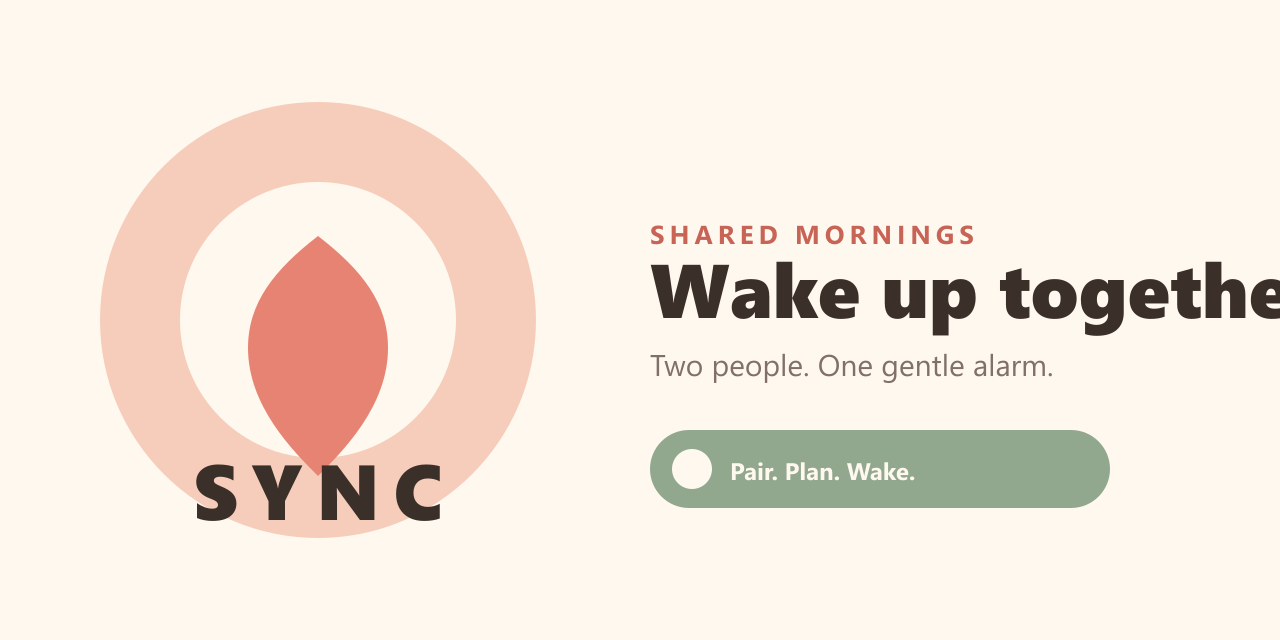 SYNC
SHARED MORNINGS
Wake up togethe
Two people. One gentle alarm.
Pair. Plan. Wake.